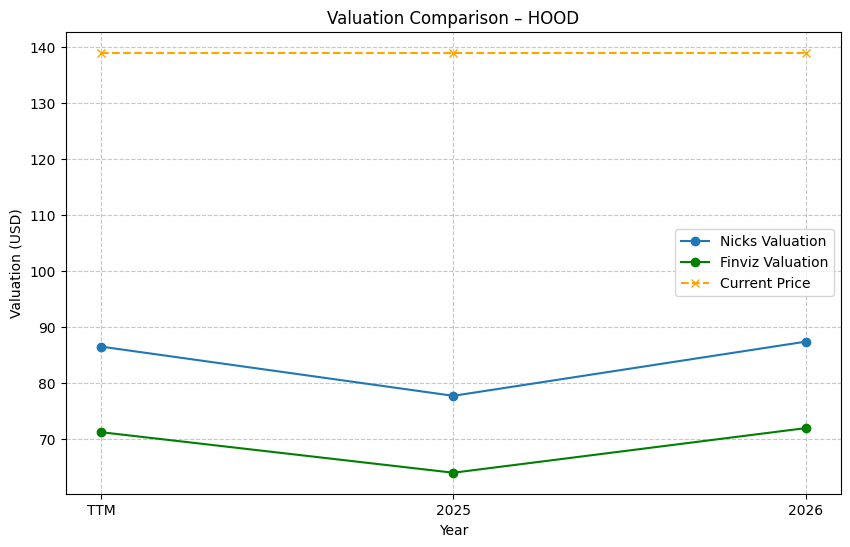 Valuation Comparison – HOOD
Valuation (USD)
140
130
120
110
100
90
80
70
Nicks Valuation
Finviz Valuation
Current Price
TTM
2025
2026
Year